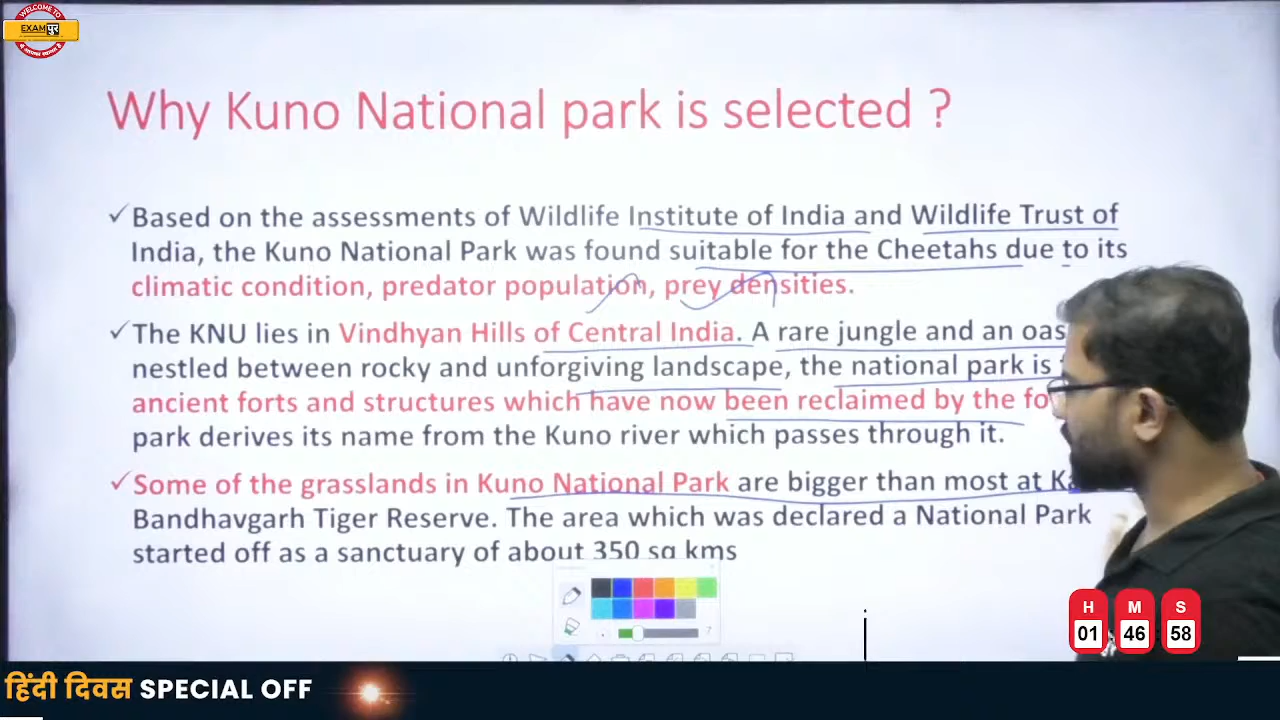 WELCOME TO
EXAMपुर
Why Kuno National park is selected ?
✓Based on the assessments of Wildlife Institute of India and Wildlife Trust of
India, the Kuno National Park was found suitable for the Cheetahs due to its
climatic condition, predator population, prey densities.
✓The KNU lies in Vindhyan Hills of Central India. A rare jungle and an oas
nestled between rocky and unforgiving landscape, the national park is
ancient forts and structures which have now been reclaimed by the fo
park derives its name from the Kuno river which passes through it.
✓Some of the grasslands in Kuno National Park are bigger than most at Ka
Bandhavgarh Tiger Reserve. The area which was declared a National Park
started off as a sanctuary of about 350 sq kms
H M S
01 46 58
हिंदी दिवस SPECIAL OFF